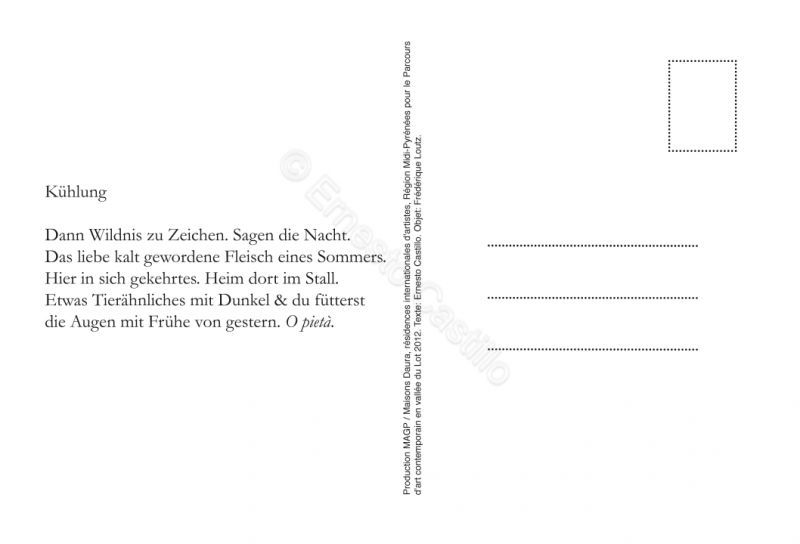 Kühlung
Dann Wildnis zu Zeichen. Sagen die Nacht.
Das liebe kalt gewordene Fleisch eines Sommers.
Hier in sich gekehrtes. Heim dort im Stall.
Etwas Tierähnliches mit Dunkel & du fütterst
die Augen mit Frühe von gestern. O pietà.
Production MAGP / Maisons Daura, résidences internationales d'artistes, Région Midi-Pyrénées pour le Parcours
d'art contemporain en vallée du Lot 2012. Texte: Ernesto Castillo. Objet: Frédérique Loutz.
© Ernesto Castillo